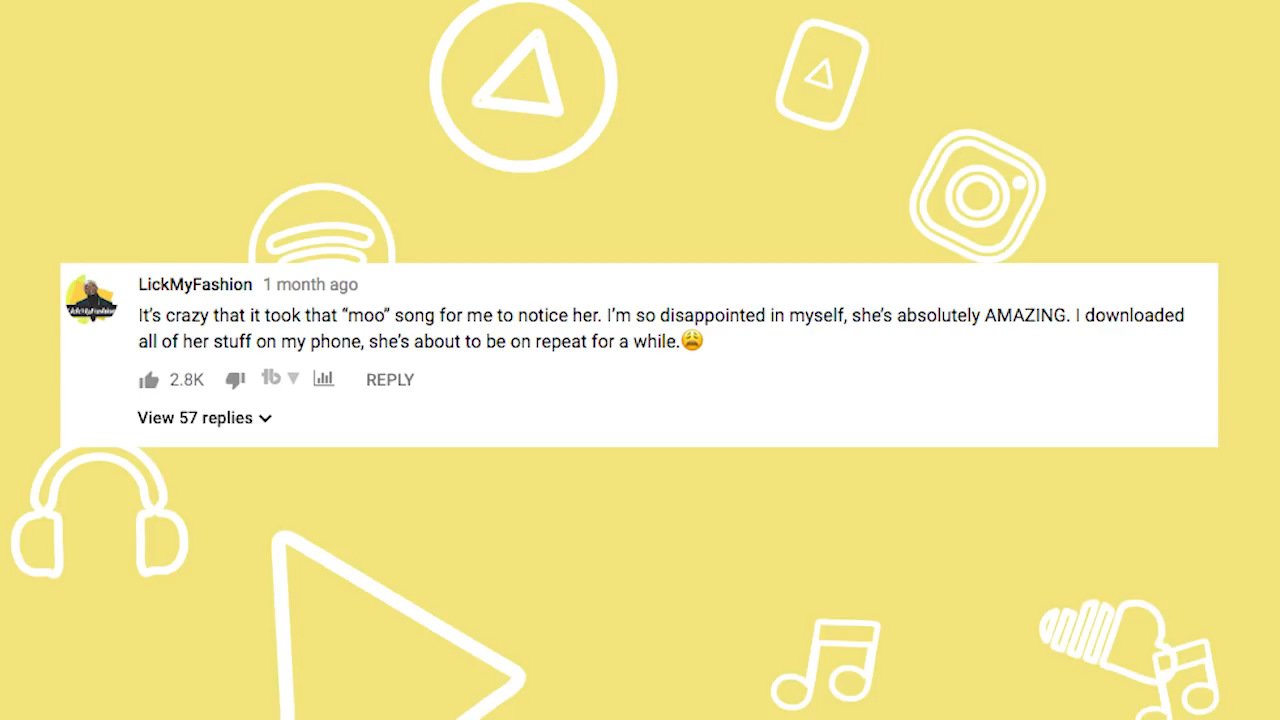 LickMyFashion 1 month ago
It’s crazy that it took that “moo” song for me to notice her. I’m so disappointed in myself, she’s absolutely AMAZING. I downloaded
all of her stuff on my phone, she’s about to be on repeat for a while.😩
2.8K REPLY
View 57 replies